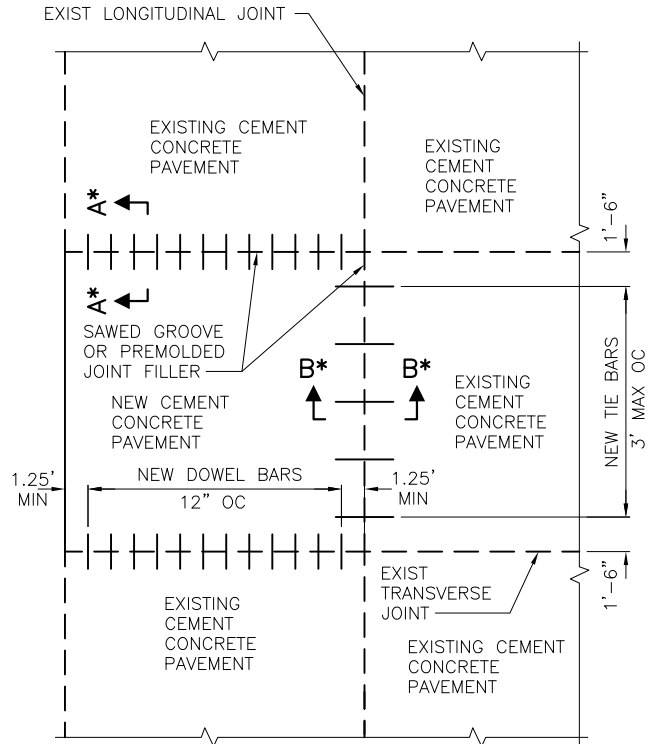 EXIST LONGITUDINAL JOINT
EXISTING CEMENT
CONCRETE
PAVEMENT
EXISTING
CEMENT
CONCRETE
PAVEMENT
A*
A*
1'-6"
SAWED GROOVE
OR PREMOLDED
JOINT FILLER
B*
B*
NEW CEMENT
CONCRETE
PAVEMENT
EXISTING
CEMENT
CONCRETE
PAVEMENT
NEW TIE BARS
3' MAX OC
1.25'
MIN
NEW DOWEL BARS
12" OC
1.25'
MIN
EXIST
TRANSVERSE
JOINT
1'-6"
EXISTING
CEMENT
CONCRETE
PAVEMENT
EXISTING CEMENT
CONCRETE
PAVEMENT